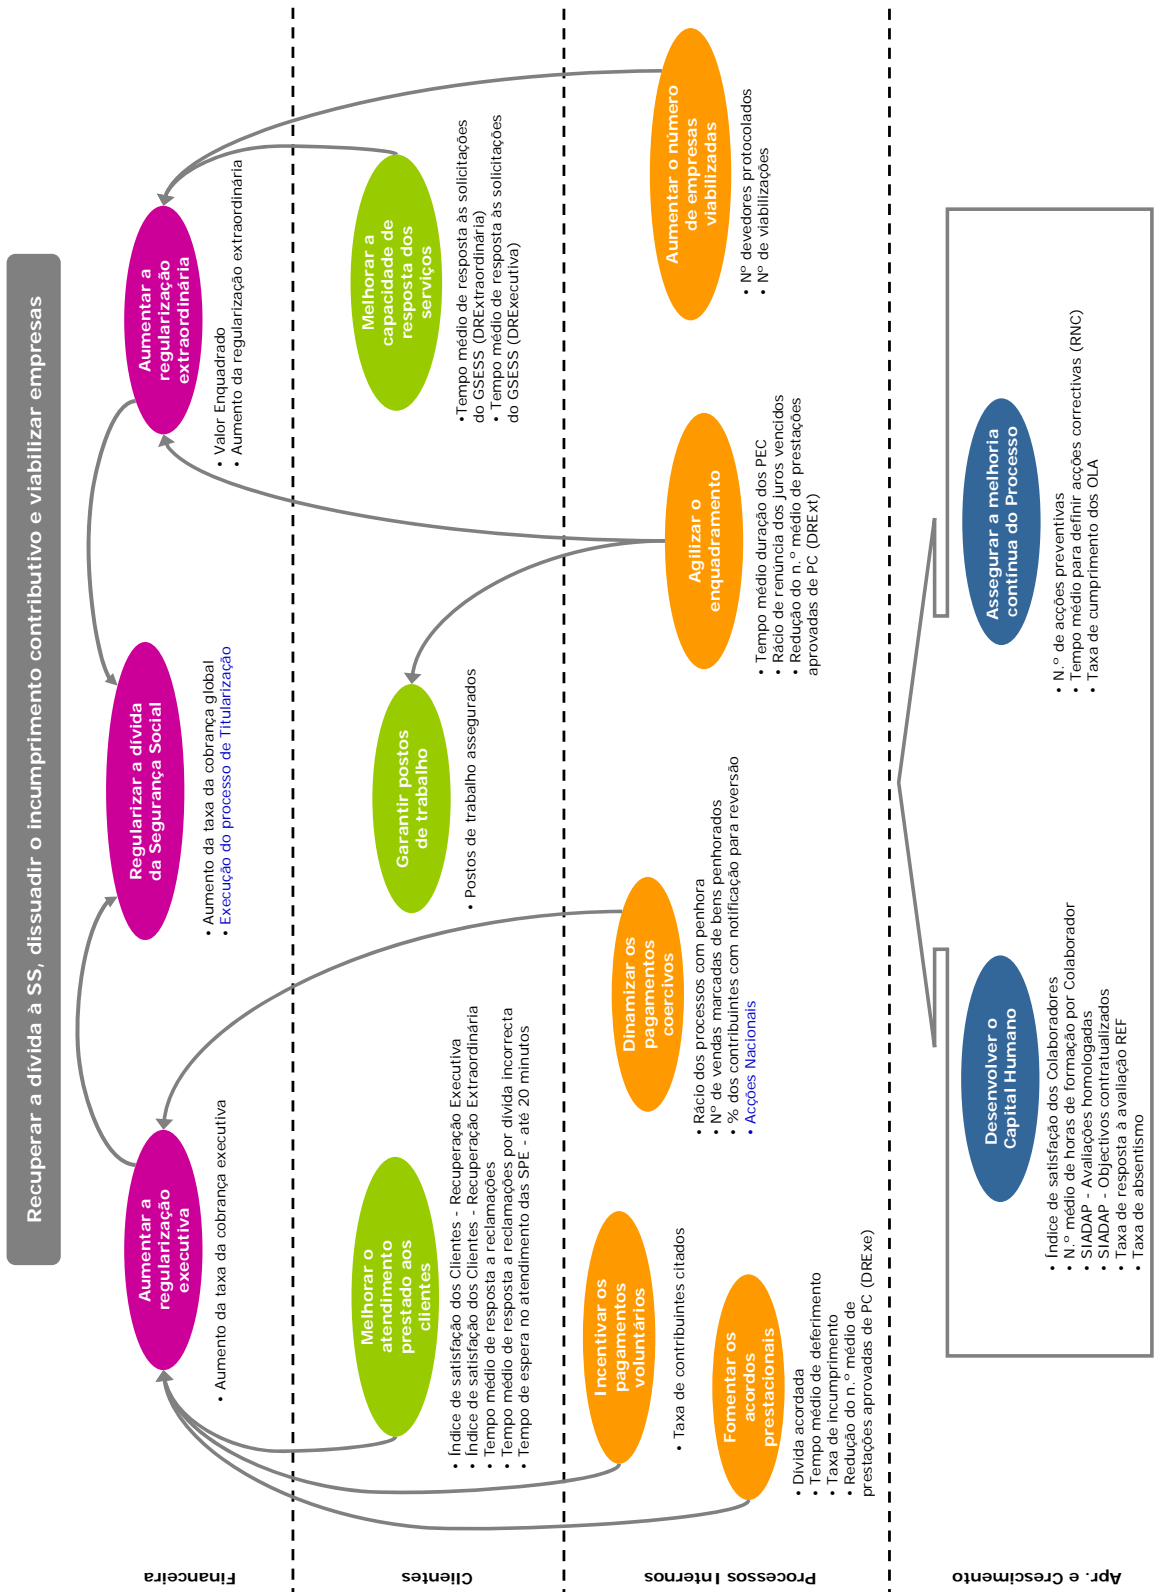 Recuperar a dívida à SS, dissuadir o incumprimento contributivo e viabilizar empresas
Financeira
Aumentar a
regularização
executiva
• Aumento da taxa da cobrança executiva
Regularizar a dívida
da Segurança Social
• Aumento da taxa da cobrança global
• Execução do processo de Titularização
Aumentar a
regularização
extraordinária
• Valor Enquadrado
• Aumento da regularização extraordinária
Clientes
Melhorar o
atendimento
prestado aos
clientes
• Índice de satisfação dos Clientes - Recuperação Executiva
• Índice de satisfação dos Clientes - Recuperação Extraordinária
• Tempo médio de resposta a reclamações
• Tempo médio de resposta a reclamações por dívida incorrecta
• Tempo de espera no atendimento das SPE - até 20 minutos
Garantir postos
de trabalho
• Postos de trabalho assegurados
Melhorar a
capacidade de
resposta dos
serviços
•Tempo médio de resposta às solicitações
do GSESS (DRExtraordinária)
• Tempo médio de resposta às solicitações
do GSESS (DRExecutiva)
Processos Internos
Incentivar os
pagamentos
voluntários
• Taxa de contribuintes citados
Fomentar os
acordos
prestacionais
• Dívida acordada
• Tempo médio de deferimento
• Taxa de incumprimento
• Redução do n.º médio de
prestações aprovadas de PC (DRExe)
Dinamizar os
pagamentos
coercivos
• Rácio dos processos com penhora
• Nº de vendas marcadas de bens penhorados
• % dos contribuintes com notificação para reversão
• Acções Nacionais
Agilizar o
enquadramento
• Tempo médio duração dos PEC
• Rácio de renúncia dos juros vencidos
• Redução do n.º médio de prestações
aprovadas de PC (DRExt)
Aumentar o número
de empresas
viabilizadas
• Nº devedores protocolados
• Nº de viabilizações
Apr. e Crescimento
Desenvolver o
Capital Humano
• Índice de satisfação dos Colaboradores
• N.º médio de horas de formação por Colaborador
• SIADAP - Avaliações homologadas
• SIADAP - Objectivos contratualizados
• Taxa de resposta à avaliação REF
• Taxa de absentismo
Assegurar a melhoria
contínua do Processo
• N.º de acções preventivas
• Tempo médio para definir acções correctivas (RNC)
• Taxa de cumprimento dos OLA